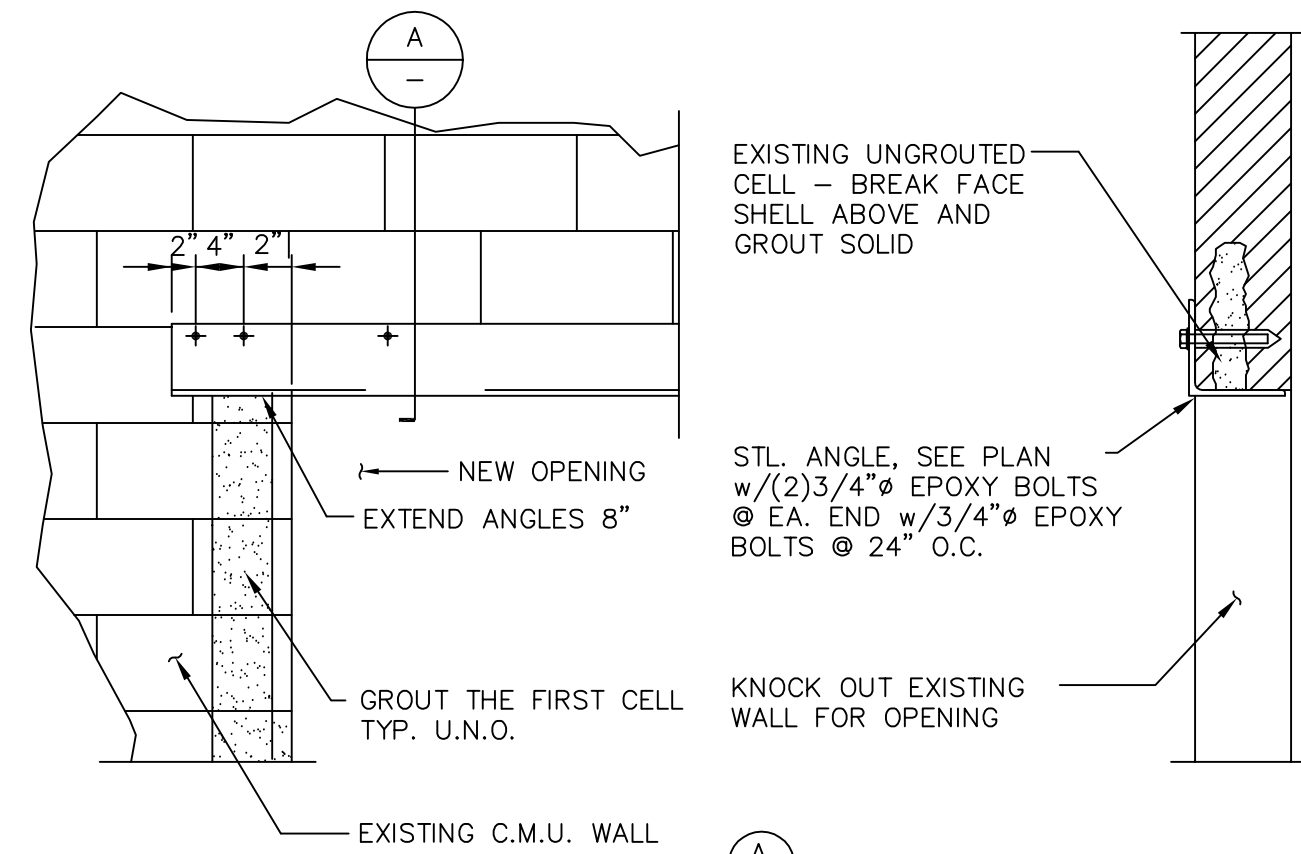 A
–
2” 4” 2”
NEW OPENING
EXTEND ANGLES 8”
GROUT THE FIRST CELL
TYP. U.N.O.
EXISTING C.M.U. WALL
EXISTING UNGROUTED
CELL – BREAK FACE
SHELL ABOVE AND
GROUT SOLID
STL. ANGLE, SEE PLAN
w/(2)3/4”ø EPOXY BOLTS
@ EA. END w/3/4”ø EPOXY
BOLTS @ 24” O.C.
KNOCK OUT EXISTING
WALL FOR OPENING
A